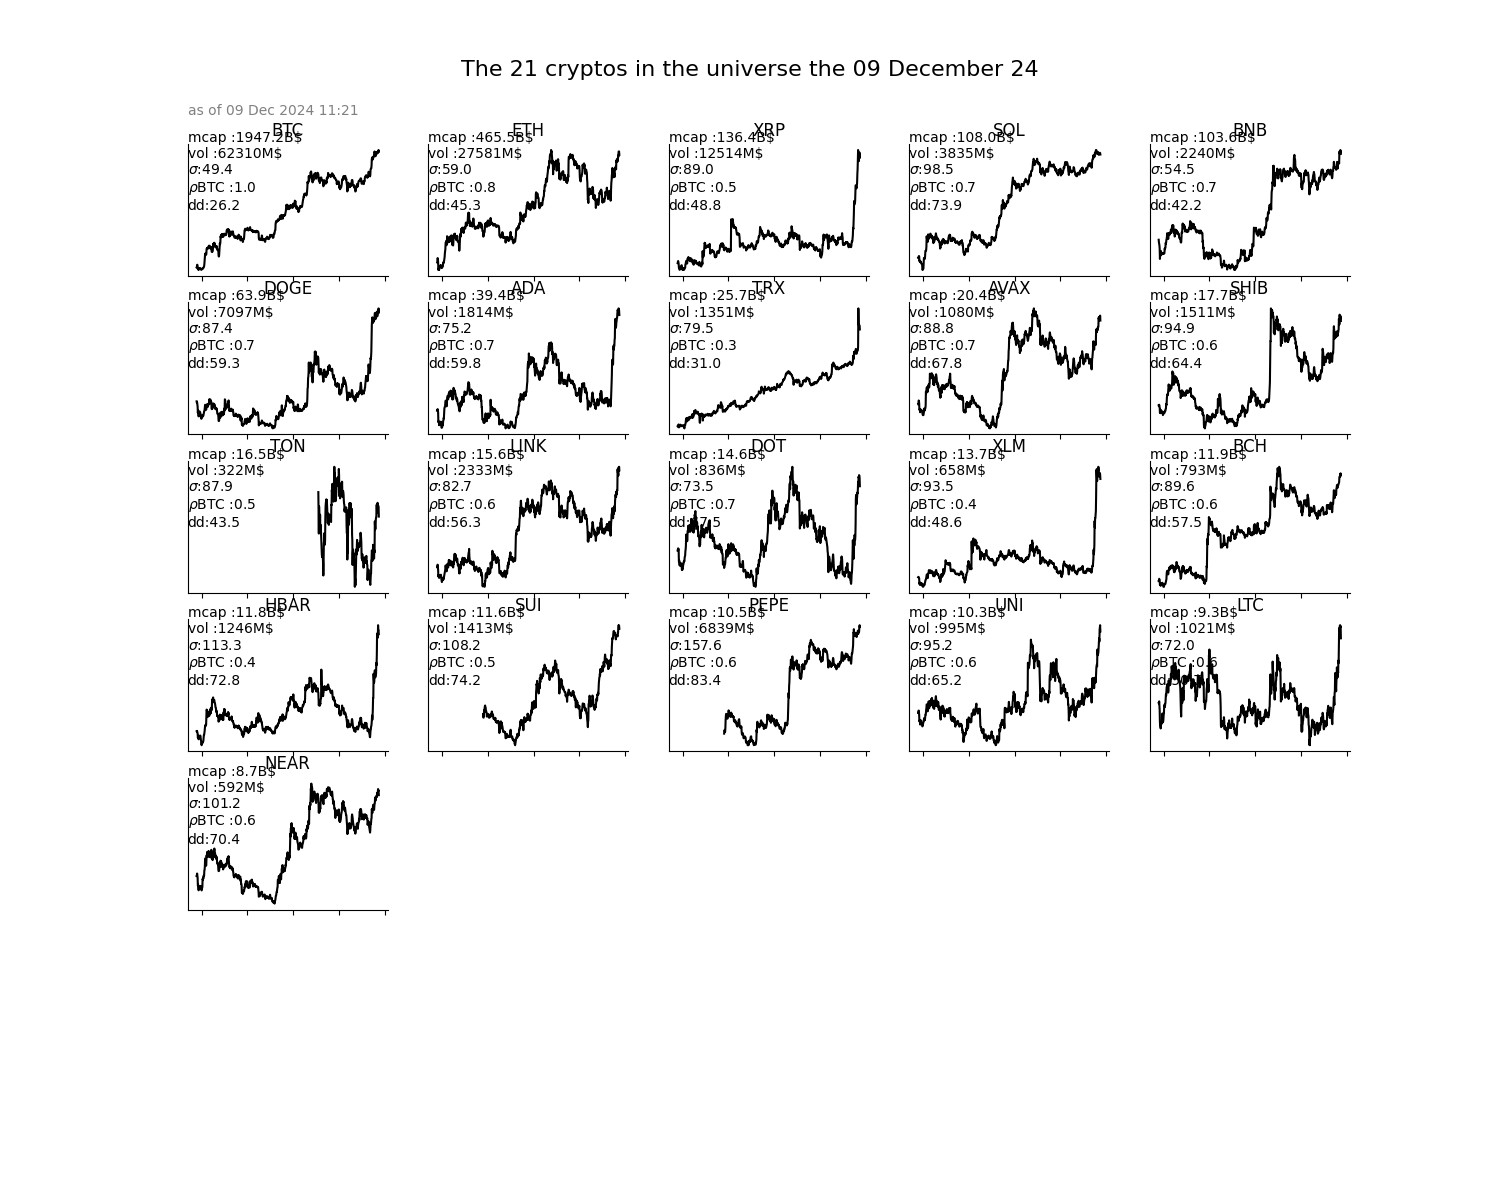 The 21 cryptos in the universe the 09 December 24
as of 09 Dec 2024 11:21
BTC
mcap :1947.2B$
vol :62310M$
σ:49.4
ρBTC :1.0
dd:26.2
ETH
mcap :465.5B$
vol :27581M$
σ:59.0
ρBTC :0.8
dd:45.3
XRP
mcap :136.4B$
vol :12514M$
σ:89.0
ρBTC :0.5
dd:48.8
SOL
mcap :108.0B$
vol :3835M$
σ:98.5
ρBTC :0.7
dd:73.9
BNB
mcap :103.6B$
vol :2240M$
σ:54.5
ρBTC :0.7
dd:42.2
DOGE
mcap :63.9B$
vol :7097M$
σ:87.4
ρBTC :0.7
dd:59.3
ADA
mcap :39.4B$
vol :1814M$
σ:75.2
ρBTC :0.7
dd:59.8
TRX
mcap :25.7B$
vol :1351M$
σ:79.5
ρBTC :0.3
dd:31.0
AVAX
mcap :20.4B$
vol :1080M$
σ:88.8
ρBTC :0.7
dd:67.8
SHIB
mcap :17.7B$
vol :1511M$
σ:94.9
ρBTC :0.6
dd:64.4
TON
mcap :16.5B$
vol :322M$
σ:87.9
ρBTC :0.5
dd:43.5
LINK
mcap :15.6B$
vol :2333M$
σ:82.7
ρBTC :0.6
dd:56.3
DOT
mcap :14.6B$
vol :836M$
σ:73.5
ρBTC :0.7
XLM
mcap :13.7B$
vol :658M$
σ:93.5
ρBTC :0.4
dd:48.6
BCH
mcap :11.9B$
vol :793M$
σ:89.6
ρBTC :0.6
dd:57.5
HBAR
mcap :11.8B$
vol :1246M$
σ:113.3
ρBTC :0.4
dd:72.8
SUI
mcap :11.6B$
vol :1413M$
σ:108.2
ρBTC :0.5
dd:74.2
PEPE
mcap :10.5B$
vol :6839M$
σ:157.6
ρBTC :0.6
dd:83.4
UNI
mcap :10.3B$
vol :995M$
σ:95.2
ρBTC :0.6
dd:65.2
LTC
mcap :9.3B$
vol :1021M$
σ:72.0
ρBTC :0.6
NEAR
mcap :8.7B$
vol :592M$
σ:101.2
ρBTC :0.6
dd:70.4